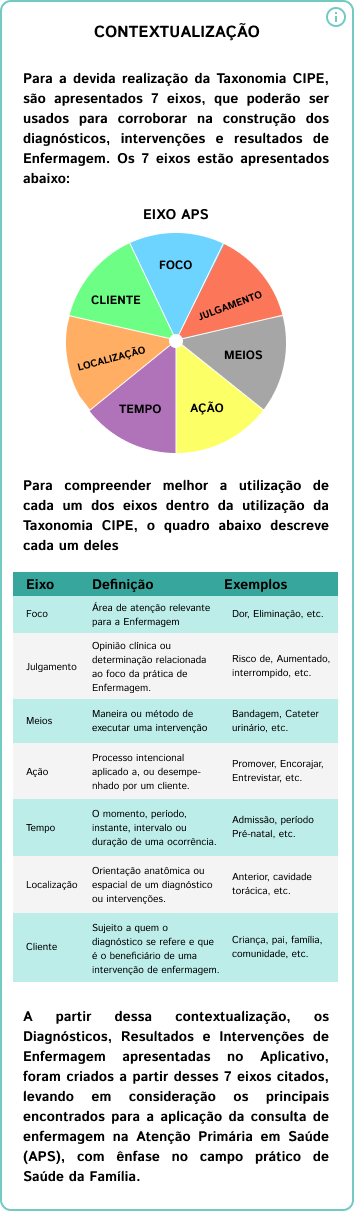 CONTEXTUALIZAÇÃO
Para a devida realização da Taxonomia CIPE,
são apresentados 7 eixos, que poderão ser
usados para corroborar na construção dos
diagnósticos, intervenções e resultados de
Enfermagem. Os 7 eixos estão apresentados
abaixo:
EIXO APS
FOCO
JULGAMENTO
MEIOS
AÇÃO
TEMPO
LOCALIZAÇÃO
CLIENTE
Para compreender melhor a utilização de
cada um dos eixos dentro da utilização da
Taxonomia CIPE, o quadro abaixo descreve
cada um deles
Eixo Definição Exemplos
Foco
Área de atenção relevante
para a Enfermagem
Dor, Eliminação, etc.
Julgamento
Opinião clínica ou
determinação relacionada
ao foco da prática de
Enfermagem.
Risco de, Aumentado,
interrompido, etc.
Meios
Maneira ou método de
executar uma intervenção
Bandagem, Cateter
urinário, etc.
Ação
Processo intencional
aplicado a, ou desempe-
nhado por um cliente.
Promover, Encorajar,
Entrevistar, etc.
Tempo
O momento, período,
instante, intervalo ou
duração de uma ocorrência.
Admissão, período
Pré-natal, etc.
Localização
Orientação anatômica ou
espacial de um diagnóstico
ou intervenções.
Anterior, cavidade
torácica, etc.
Cliente
Sujeito a quem o
diagnóstico se refere e que
é o beneficiário de uma
intervenção de enfermagem.
Criança, pai, família,
comunidade, etc.
A partir dessa contextualização, os
Diagnósticos, Resultados e Intervenções de
Enfermagem apresentadas no Aplicativo,
foram criados a partir desses 7 eixos citados,
levando em consideração os principais
encontrados para a aplicação da consulta de
enfermagem na Atenção Primária em Saúde
(APS), com ênfase no campo prático de
Saúde da Família.